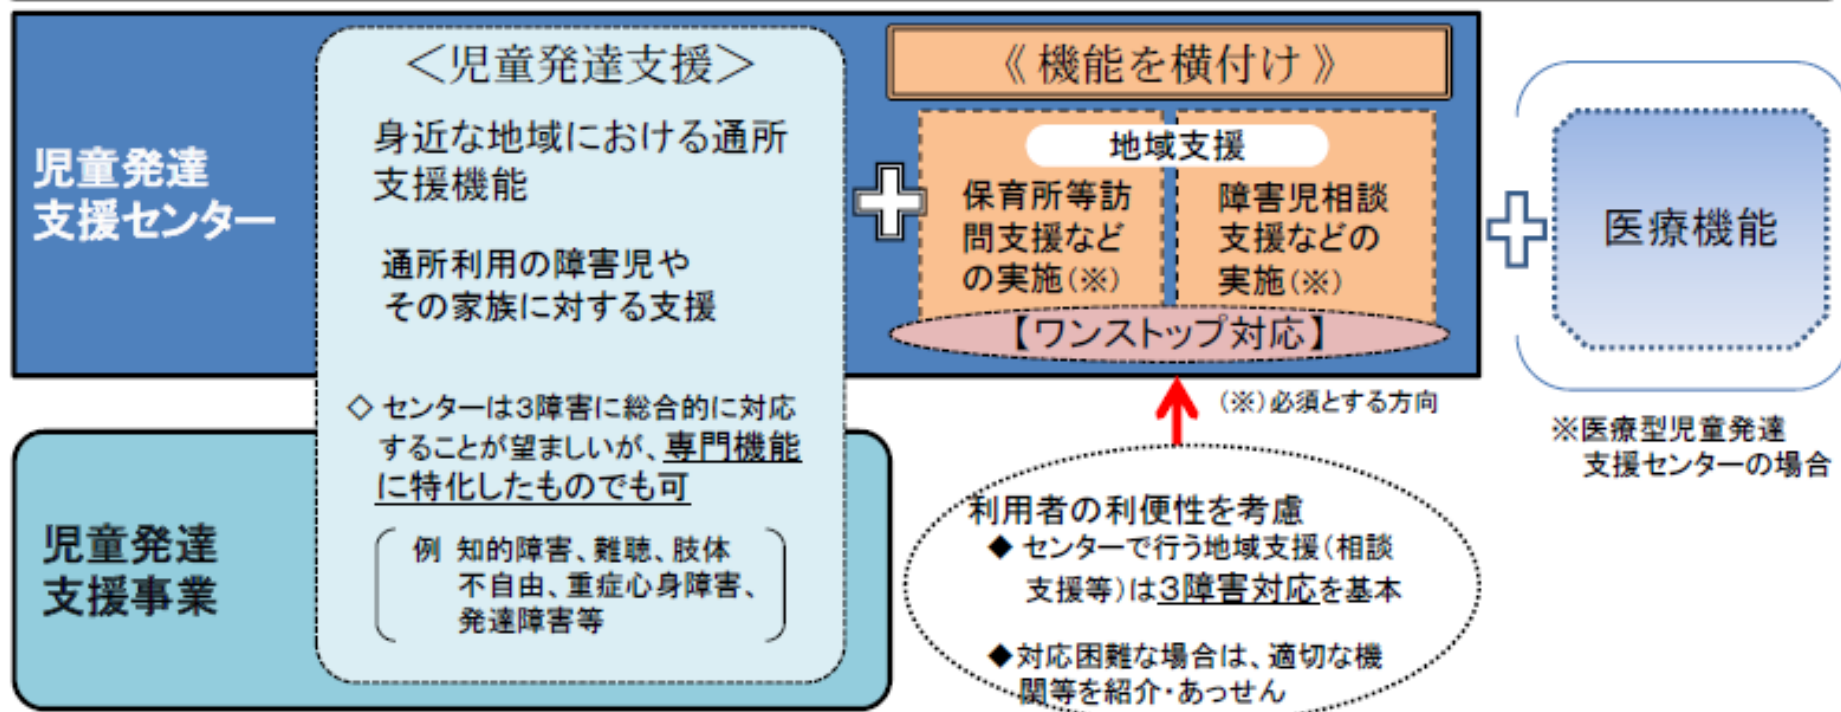 児童発達
支援センター
＜児童発達支援＞
身近な地域における通所
支援機能
通所利用の障害児や
その家族に対する支援
◇ センターは3障害に総合的に対応
することが望ましいが、専門機能
に特化したものでも可
例 知的障害、難聴、肢体
不自由、重症心身障害、
発達障害等
児童発達
支援事業
《 機能を横付け 》
地域支援
保育所等訪
問支援など
の実施(※)
障害児相談
支援などの
実施(※)
【ワンストップ対応】
(※)必須とする方向
医療機能
※医療型児童発達
支援センターの場合
利用者の利便性を考慮
◆ センターで行う地域支援(相談
支援等)は3障害対応を基本
◆対応困難な場合は、適切な機
関等を紹介・あっせん